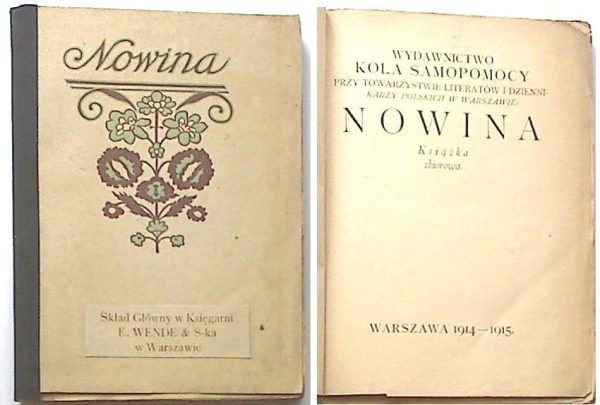 Nowina
Skład Główny w Księgarni
E. WENDE & S-ka
w Warszawie
WYDAWNICTWO
KOŁA SAMOPOMOCY
PRZY TOWARZYSTWIE LITERATÓW I DZIENNI-
KARZY POLSKICH W WARSZAWIE:
NOWINA
Książka
zbiorowa.
WARSZAWA 1914—1915.